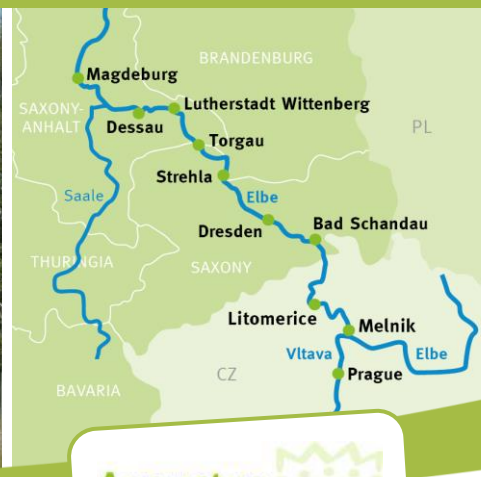 BRANDENBURG
Magdeburg
SAXONY-
ANHALT
Lutherstadt Wittenberg
Dessau
PL
Torgau
Strehla
Saale
Elbe
Dresden
Bad Schandau
THURINGIA
SAXONY
Litomerice
Melnik
Vltava
Elbe
CZ
Prague
BAVARIA